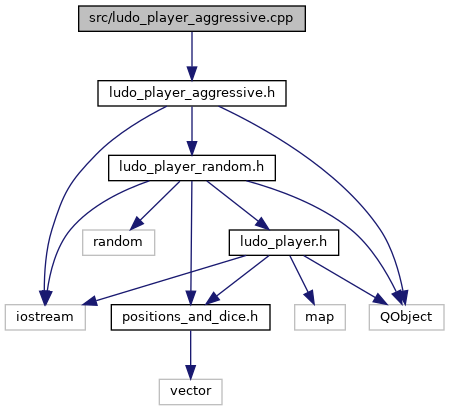 src/ludo_player_aggressive.cpp
ludo_player_aggressive.h
ludo_player_random.h
random
ludo_player.h
iostream
positions_and_dice.h
map
QObject
vector